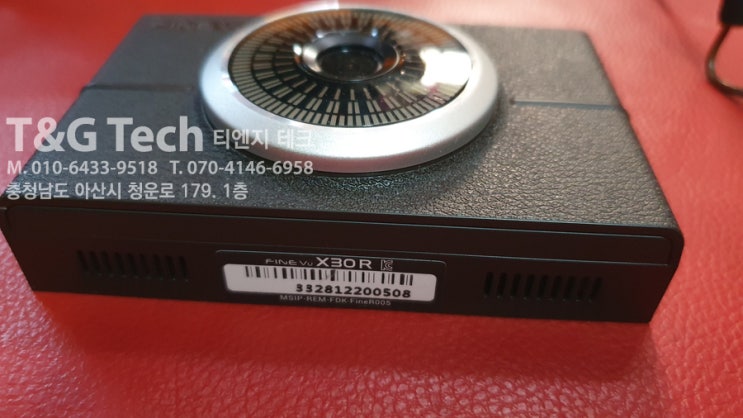 T&G Tech 티엔지 테크
M. 010-6433-9518 T. 070-4146-6958
충청남도 아산시 청운로 179. 1층
FINEVu X30R
332812200508
MSIP-REM-FDK-FineR005